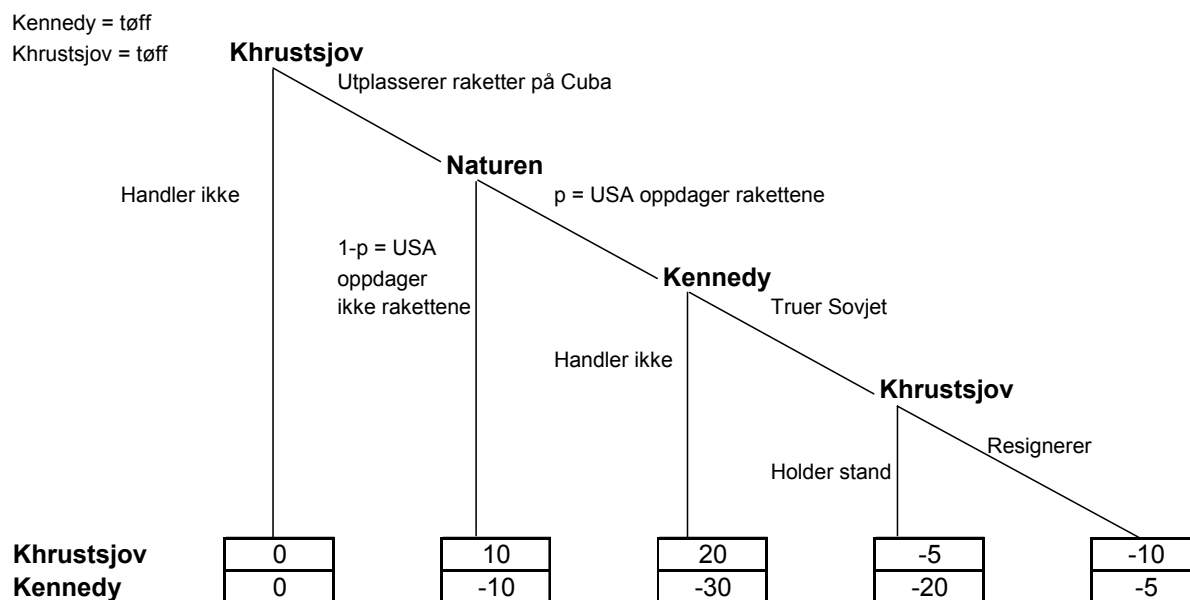 Kennedy = tøff
Khrustsjov = tøff
Khrustsjov
Utplasserer raketter på Cuba
Naturen
Handler ikke
p = USA oppdager rakettene
1-p = USA
oppdager
ikke rakettene
Kennedy
Truer Sovjet
Handler ikke
Khrustsjov
Resignerer
Holder stand
Khrustsjov 0 10 20 -5 -10
Kennedy 0 -10 -30 -20 -5